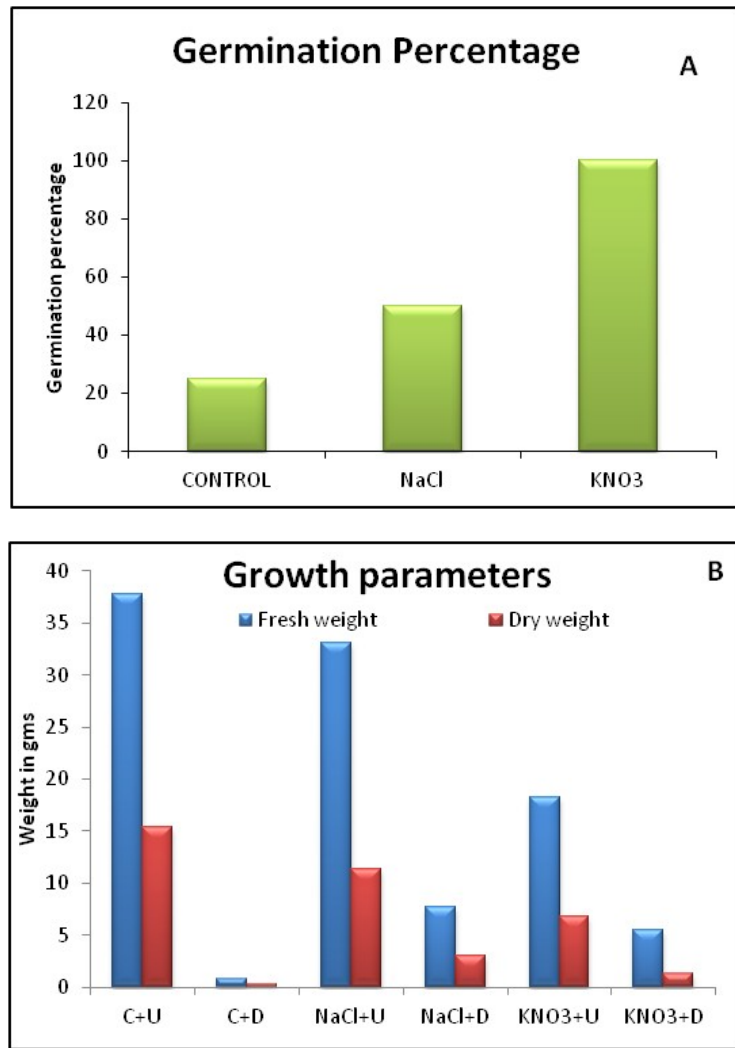 Germination Percentage
A
Germination percentage
120
100
80
60
40
20
0
CONTROL NaCl KNO3
Growth parameters
B
Fresh weight Dry weight
Weight in gms
40
35
30
25
20
15
10
5
0
C+U C+D NaCl+U NaCl+D KNO3+U KNO3+D